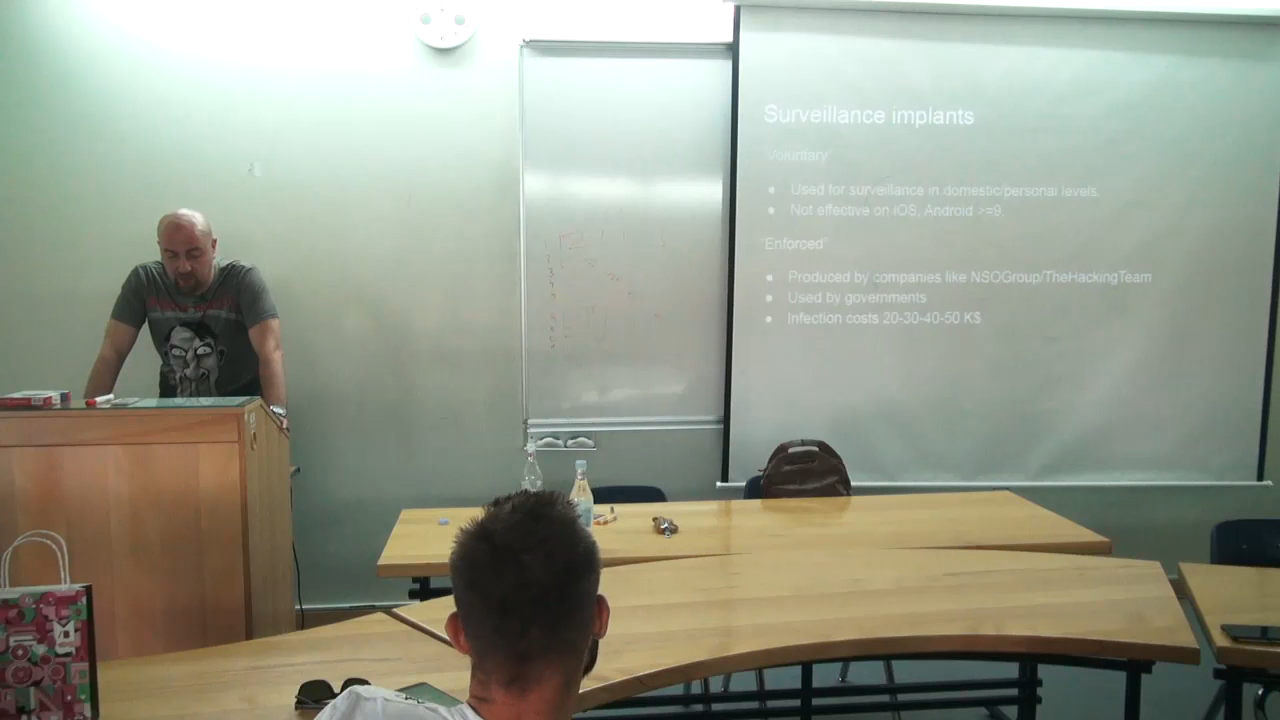 Surveillance implants
Voluntary"
● Used for surveillance in domestic/personal levels.
● Not effective on iOS, Android >=9.
Enforced"
● Produced by companies like NSOGroup/TheHackingTeam
● Used by governments
● Infection costs 20-30-40-50 K$